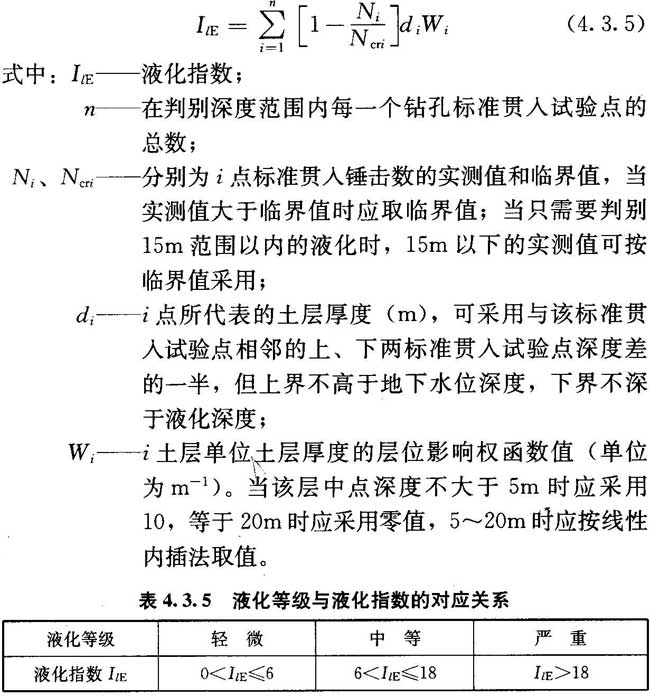 I_{lE} = \sum_{i=1}^{n} \left[ 1 - \frac{N_i}{N_{cri}} \right] d_i W_i (4.3.5)
式中：I_{lE}——液化指数；
n——在判别深度范围内每一个钻孔标准贯入试验点的
总数；
N_i、N_{cri}——分别为 i 点标准贯入锤击数的实测值和临界值，当
实测值大于临界值时应取临界值；当只需要判别
15m 范围以内的液化时，15m 以下的实测值可按
临界值采用；
d_i——i 点所代表的土层厚度（m），可采用与该标准贯
入试验点相邻的上、下两标准贯入试验点深度差
的一半，但上界不高于地下水位深度，下界不深
于液化深度；
W_i——i 土层单位土层厚度的层位影响权函数值（单位
为 m^{-1}）。当该层中点深度不大于 5m 时应采用
10，等于 20m 时应采用零值，5～20m 时应按线性
内插法取值。
表 4.3.5 液化等级与液化指数的对应关系
液化等级 轻 微 中 等 严 重
液化指数 I_{lE} 0<I_{lE}≤6 6<I_{lE}≤18 I_{lE}>18